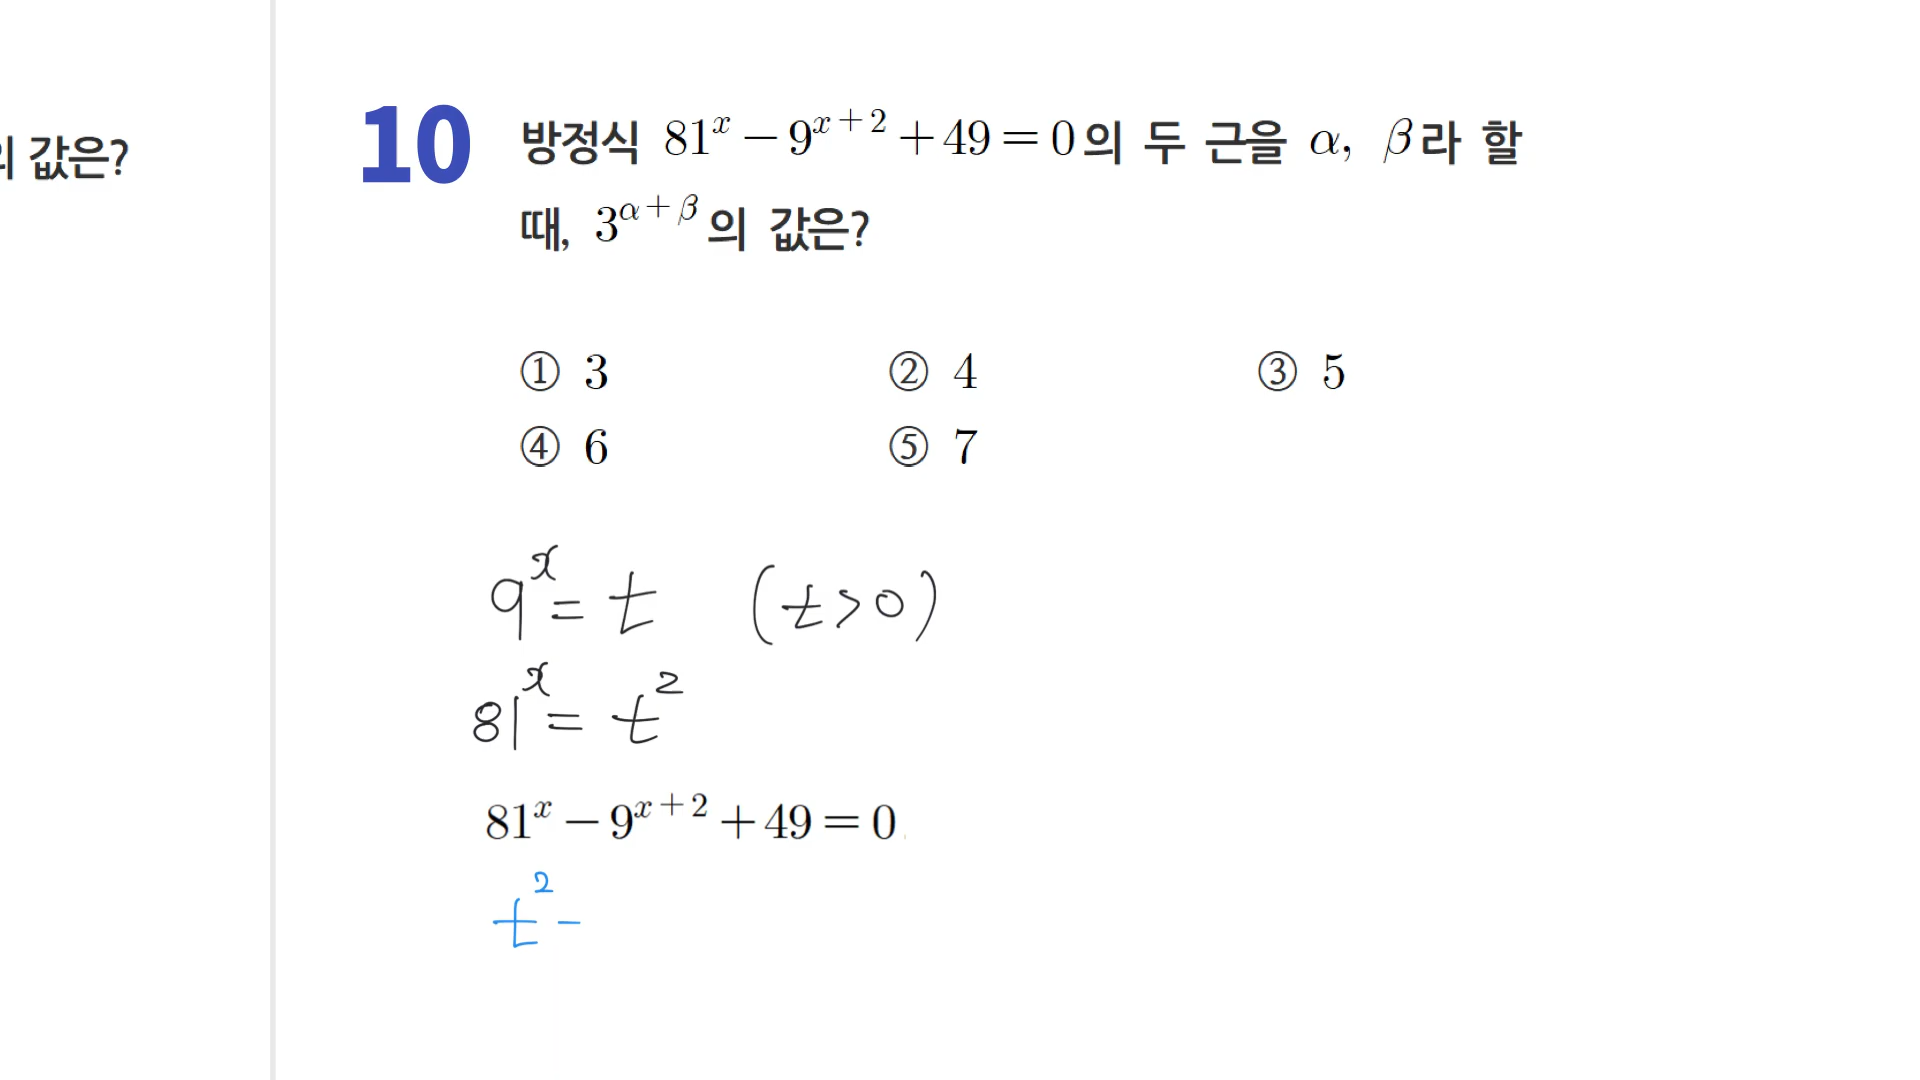 의 값은?
10 방정식 81^x − 9^{x+2} + 49 = 0의 두 근을 α, β라 할
때, 3^{α+β}의 값은?
① 3 ② 4 ③ 5
④ 6 ⑤ 7
9^x = t (t>0)
81^x = t^2
81^x − 9^{x+2} + 49 = 0
t^2 −